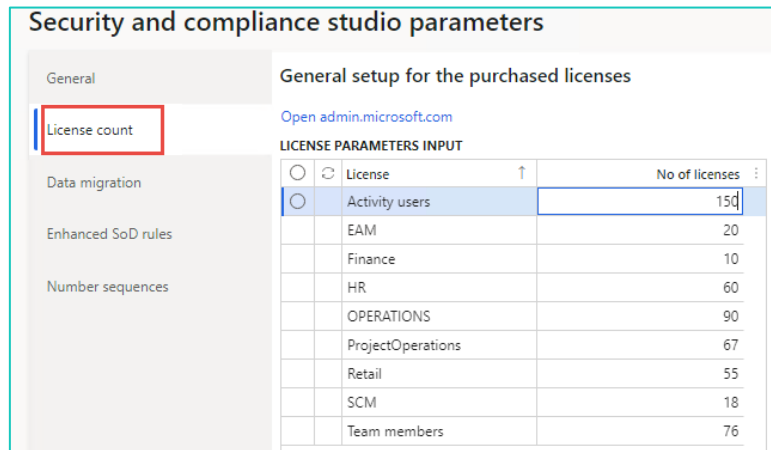 Security and compliance studio parameters
General
License count
Data migration
Enhanced SoD rules
Number sequences
General setup for the purchased licenses
Open admin.microsoft.com
LICENSE PARAMETERS INPUT
License No of licenses
Activity users 150
EAM 20
Finance 10
HR 60
OPERATIONS 90
ProjectOperations 67
Retail 55
SCM 18
Team members 76